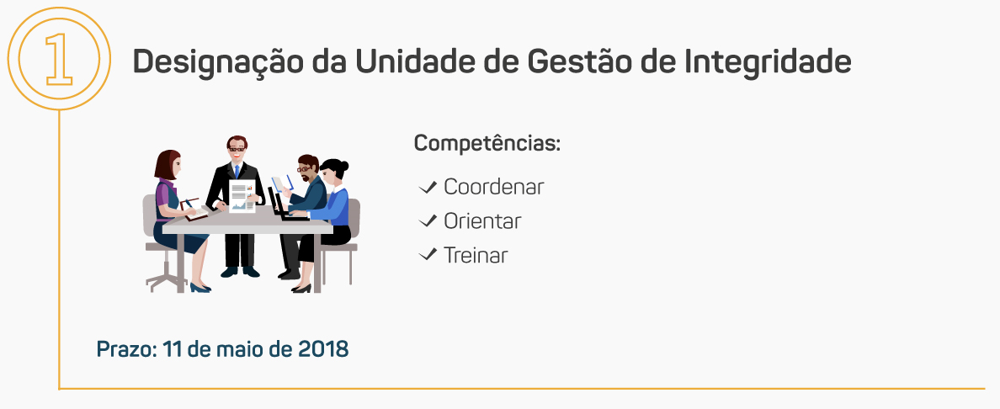 1
Designação da Unidade de Gestão de Integridade
Competências:
Coordenar
Orientar
Treinar
Prazo: 11 de maio de 2018